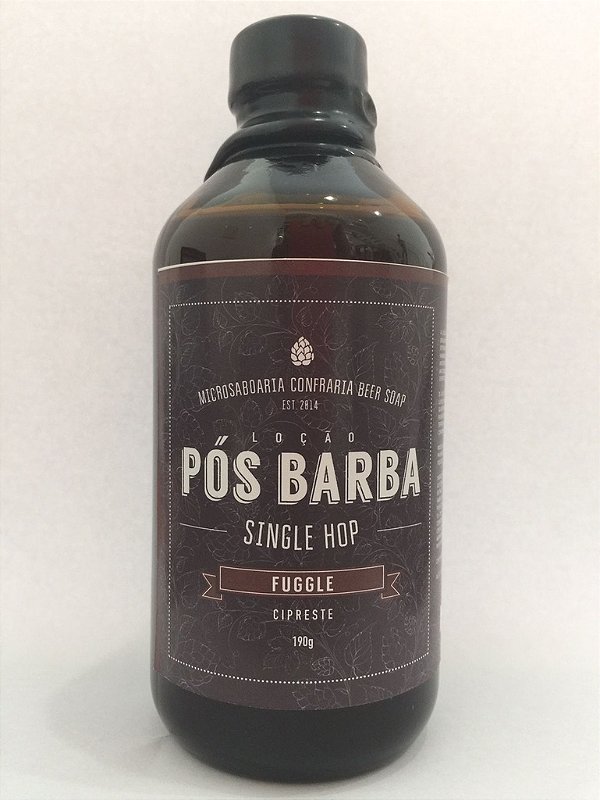 MICROSABOARIA CONFRARIA BEER SOAP
EST. 2014
LOÇÃO
PÓS BARBA
SINGLE HOP
FUGGLE
CIPRESTE
190g